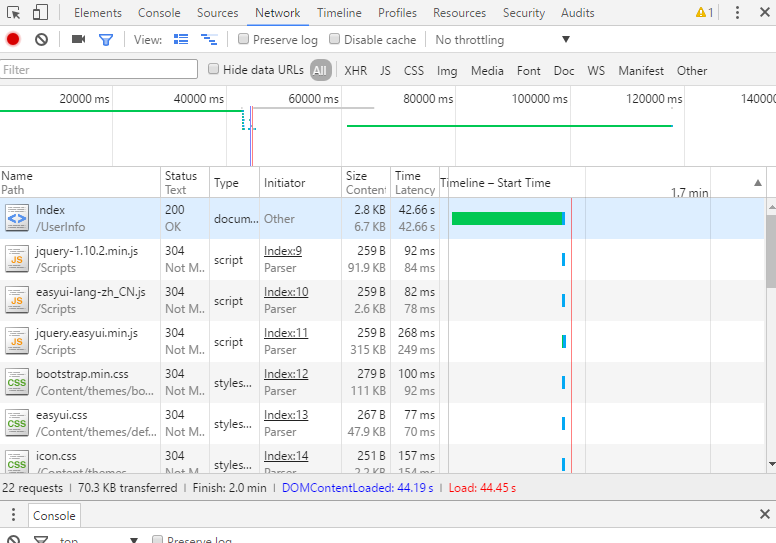 Elements Console Sources Network Timeline Profiles Resources Security Audits 1
View: Preserve log Disable cache No throttling
Filter Hide data URLs All XHR JS CSS Img Media Font Doc WS Manifest Other
20000 ms 40000 ms 60000 ms 80000 ms 100000 ms 120000 ms 14000
Name Status Type Initiator Size Time Timeline – Start Time
Path Text Content Latency 1.7 min
Index 200 docum... Other 2.8 KB 42.66 s
/UserInfo OK 6.7 KB 42.66 s
jquery-1.10.2.min.js 304 script Index:9 259 B 92 ms
/Scripts Not M... Parser 91.9 KB 84 ms
easyui-lang-zh_CN.js 304 script Index:10 259 B 82 ms
/Scripts Not M... Parser 2.6 KB 78 ms
jquery.easyui.min.js 304 script Index:11 259 B 268 ms
/Scripts Not M... Parser 315 KB 249 ms
bootstrap.min.css 304 styles... Index:12 279 B 100 ms
/Content/themes/bo... Not M... Parser 111 KB 92 ms
easyui.css 304 styles... Index:13 267 B 77 ms
/Content/themes/def... Not M... Parser 47.9 KB 70 ms
icon.css 304 styles... Index:14 251 B 157 ms
/Content/themes Not M... Parser 2.2 KB 154 ms
22 requests | 70.3 KB transferred | Finish: 2.0 min | DOMContentLoaded: 44.19 s | Load: 44.45 s
Console
top Preserve log